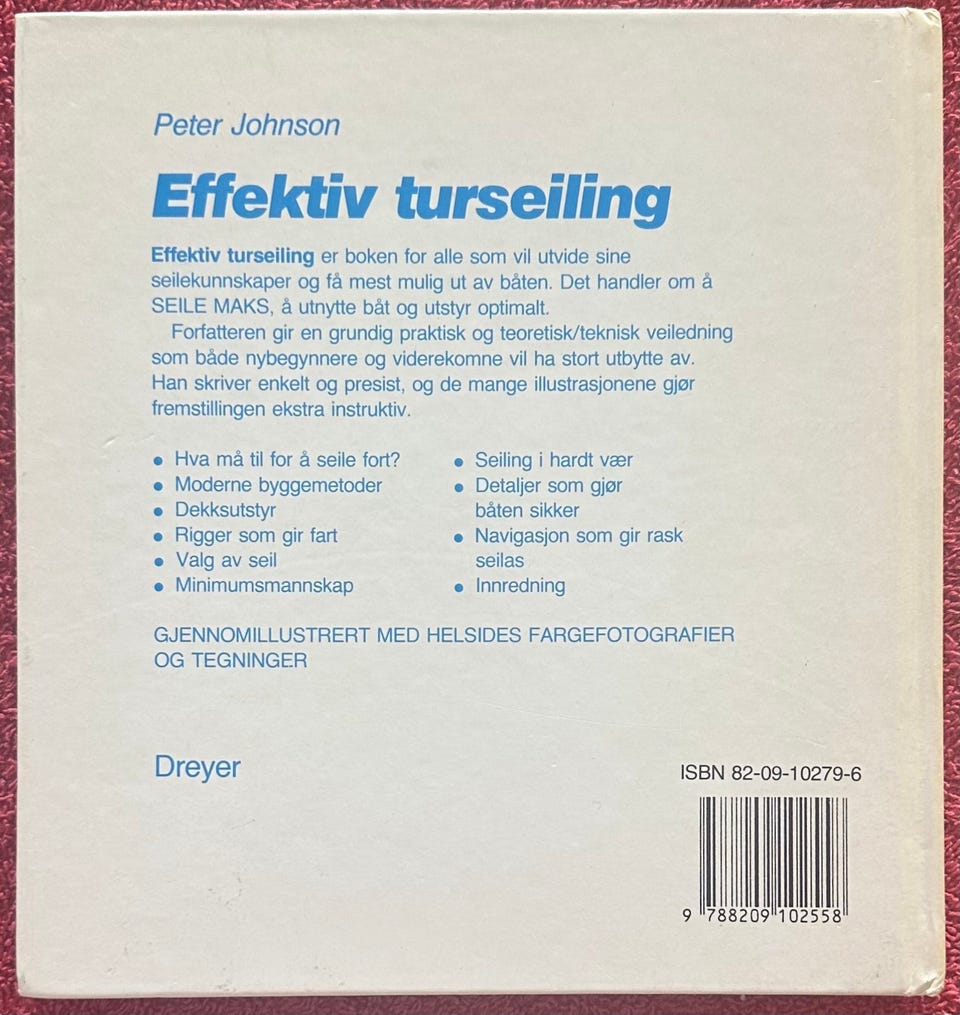 Peter Johnson
Effektiv turseiling
Effektiv turseiling er boken for alle som vil utvide sine
seilekunnskaper og få mest mulig ut av båten. Det handler om å
SEILE MAKS, å utnytte båt og utstyr optimalt.
Forfatteren gir en grundig praktisk og teoretisk/teknisk veiledning
som både nybegynnere og viderekomne vil ha stort utbytte av.
Han skriver enkelt og presist, og de mange illustrasjonene gjør
fremstillingen ekstra instruktiv.
• Hva må til for å seile fort?
• Moderne byggemetoder
• Dekksutstyr
• Rigger som gir fart
• Valg av seil
• Minimumsmannskap
• Seiling i hardt vær
• Detaljer som gjør
båten sikker
• Navigasjon som gir rask
seilas
• Innredning
GJENNOMILLUSTRERT MED HELSIDES FARGEFOTOGRAFIER
OG TEGNINGER
Dreyer
ISBN 82-09-10279-6
9 788209 102558